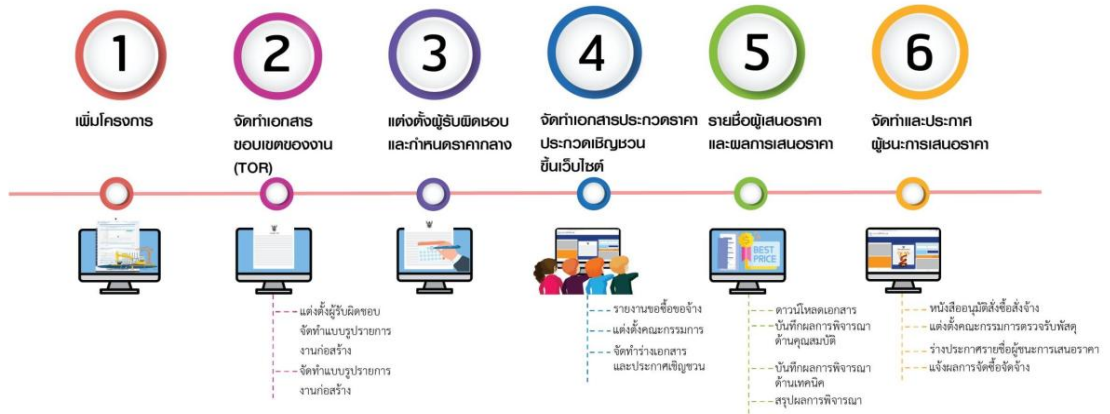 1
เพิ่มโครงการ
2
จัดทำเอกสาร
ขอบเขตของงาน
(TOR)
แต่งตั้งผู้รับผิดชอบ
จัดทำแบบรูปรายการ
งานก่อสร้าง
จัดทำแบบรูปรายการ
งานก่อสร้าง
3
แต่งตั้งผู้รับผิดชอบ
และกำหนดราคากลาง
4
จัดทำเอกสารประกวดราคา
ประกวดเชิญชวน
ขึ้นเว็บไซต์
รายงานขอซื้อขอจ้าง
แต่งตั้งคณะกรรมการ
จัดทำร่างเอกสาร
และประกาศเชิญชวน
5
รายชื่อผู้เสนอราคา
และผลการเสนอราคา
BEST
PRICE
ดาวน์โหลดเอกสาร
บันทึกผลการพิจารณา
ด้านคุณสมบัติ
บันทึกผลการพิจารณา
ด้านเทคนิค
สรุปผลการพิจารณา
6
จัดทำและประกาศ
ผู้ชนะการเสนอราคา
หนังสืออนุมัติสั่งซื้อสั่งจ้าง
แต่งตั้งคณะกรรมการตรวจรับพัสดุ
ร่างประกาศรายชื่อผู้ชนะการเสนอราคา
แจ้งผลการจัดซื้อจัดจ้าง